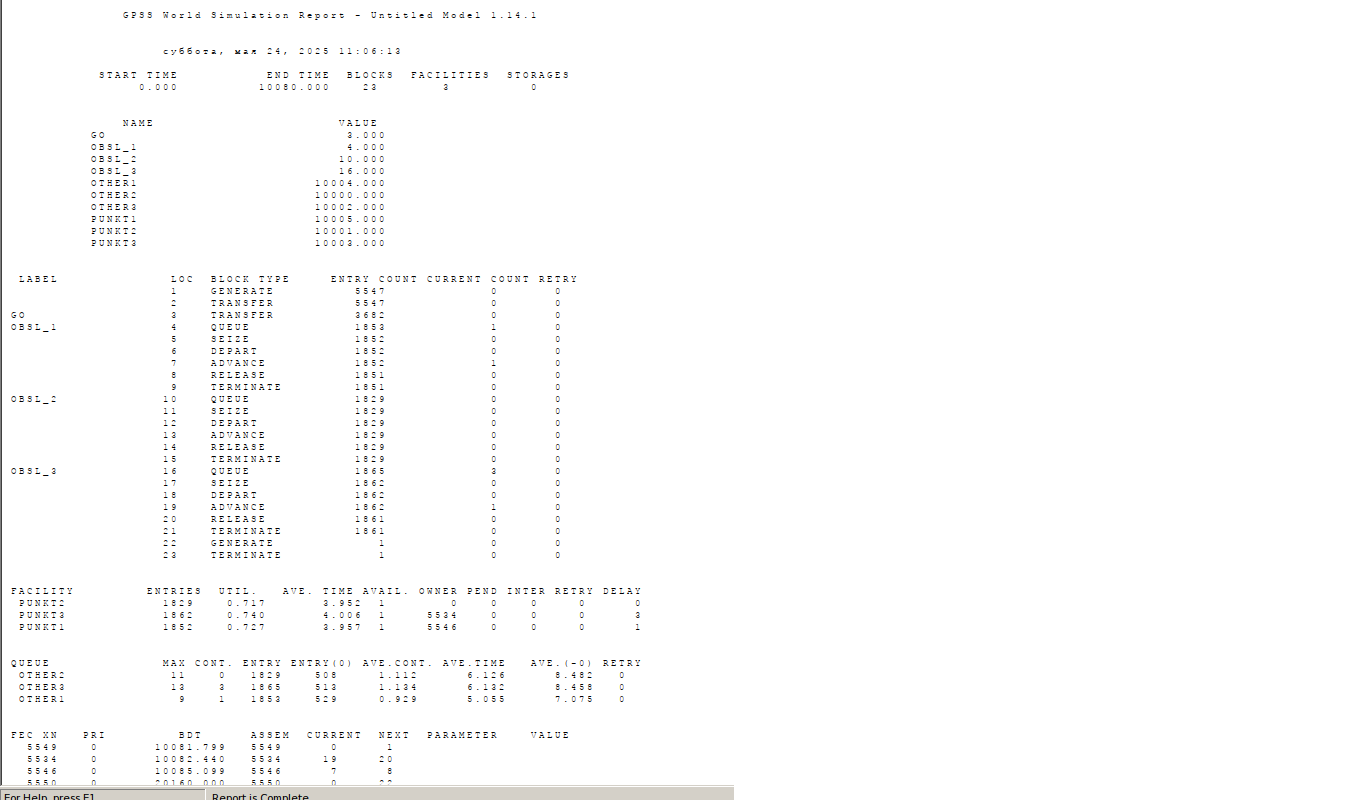 GPSS World Simulation Report - Untitled Model 1.14.1
суббота, мая 24, 2025 11:06:13
START TIME END TIME BLOCKS FACILITIES STORAGES
0.000 10080.000 23 3 0
NAME VALUE
GO 3.000
OBSL_1 4.000
OBSL_2 10.000
OBSL_3 16.000
OTHER1 10004.000
OTHER2 10000.000
OTHER3 10002.000
PUNKT1 10005.000
PUNKT2 10001.000
PUNKT3 10003.000
LABEL LOC BLOCK TYPE ENTRY COUNT CURRENT COUNT RETRY
1 GENERATE 5547 0 0
2 TRANSFER 5547 0 0
GO 3 TRANSFER 3682 0 0
OBSL_1 4 QUEUE 1853 1 0
5 SEIZE 1852 0 0
6 DEPART 1852 0 0
7 ADVANCE 1852 1 0
8 RELEASE 1851 0 0
9 TERMINATE 1851 0 0
OBSL_2 10 QUEUE 1829 0 0
11 SEIZE 1829 0 0
12 DEPART 1829 0 0
13 ADVANCE 1829 0 0
14 RELEASE 1829 0 0
15 TERMINATE 1829 0 0
OBSL_3 16 QUEUE 1865 3 0
17 SEIZE 1862 0 0
18 DEPART 1862 0 0
19 ADVANCE 1862 1 0
20 RELEASE 1861 0 0
21 TERMINATE 1861 0 0
22 GENERATE 1 0 0
23 TERMINATE 1 0 0
FACILITY ENTRIES UTIL. AVE. TIME AVAIL. OWNER PEND INTER RETRY DELAY
PUNKT2 1829 0.717 3.952 1 0 0 0 0 0
PUNKT3 1862 0.740 4.006 1 5534 0 0 0 3
PUNKT1 1852 0.727 3.957 1 5546 0 0 0 1
QUEUE MAX CONT. ENTRY ENTRY(0) AVE.CONT. AVE.TIME AVE.(-0) RETRY
OTHER2 11 0 1829 508 1.112 6.126 8.482 0
OTHER3 13 3 1865 513 1.134 6.132 8.458 0
OTHER1 9 1 1853 529 0.929 5.055 7.075 0
FEC XN PRI BDT ASSEM CURRENT NEXT PARAMETER VALUE
5549 0 10081.799 5549 0 1
5534 0 10082.440 5534 19 20
5546 0 10085.099 5546 7 8
5550 0 20160.000 5550 0 22
For Help, press F1 Report is Complete.